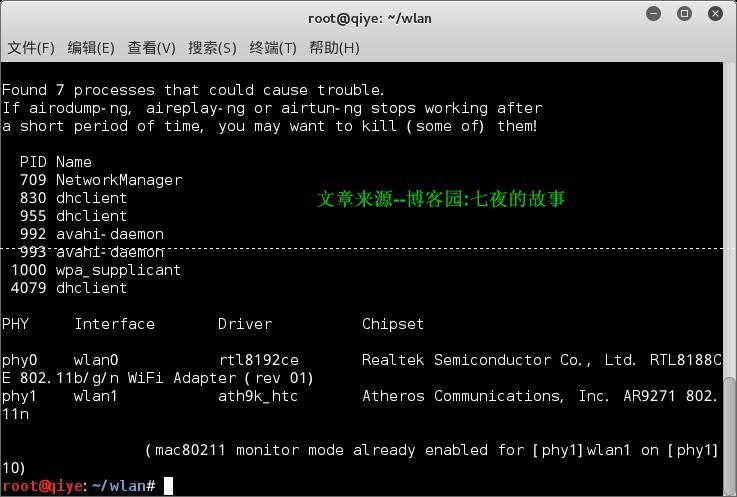 root@qiye: ~/wlan
文件(F) 编辑(E) 查看(V) 搜索(S) 终端(T) 帮助(H)
Found 7 processes that could cause trouble.
If airodump-ng, aireplay-ng or airtun-ng stops working after
a short period of time, you may want to kill (some of) them!
PID Name
709 NetworkManager
830 dhclient
文章来源--博客园:七夜的故事
955 dhclient
992 avahi-daemon
993 avahi-daemon
1000 wpa_supplicant
4079 dhclient
PHY Interface Driver Chipset
phy0 wlan0 rtl8192ce Realtek Semiconductor Co., Ltd. RTL8188C
E 802.11b/g/n WiFi Adapter (rev 01)
phy1 wlan1 ath9k_htc Atheros Communications, Inc. AR9271 802.
11n
(mac80211 monitor mode already enabled for [phy1]wlan1 on [phy1]
10)
root@qiye:~/wlan#